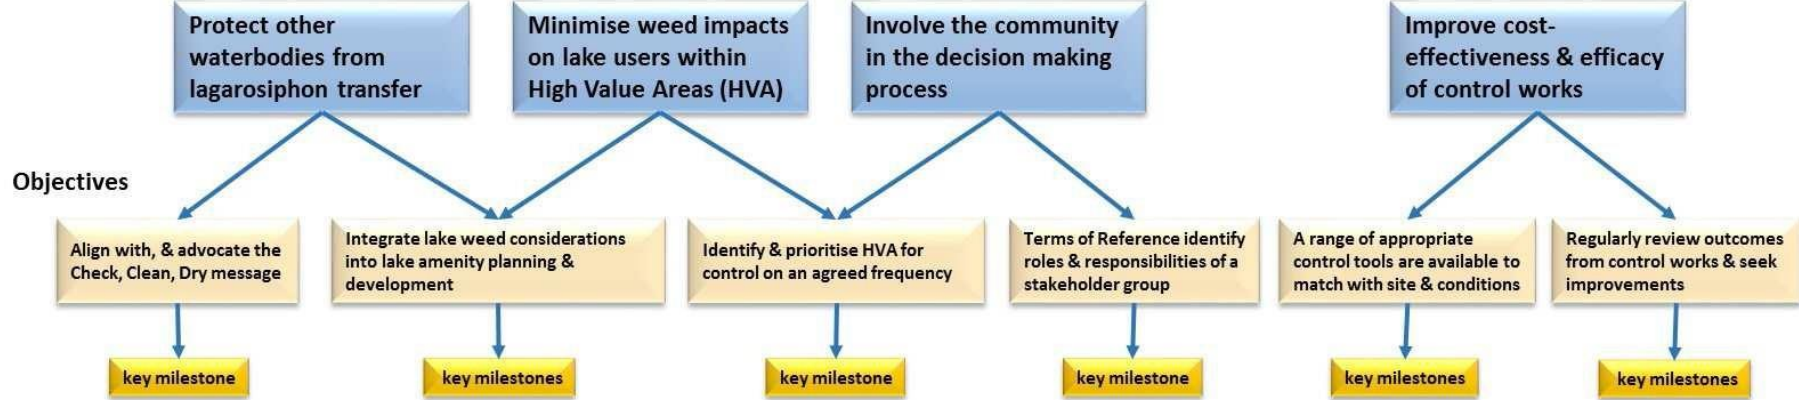 Protect other
waterbodies from
lagarosiphon transfer
Minimise weed impacts
on lake users within
High Value Areas (HVA)
Involve the community
in the decision making
process
Improve cost-
effectiveness & efficacy
of control works
Objectives
Align with, & advocate the
Check, Clean, Dry message
Integrate lake weed considerations
into lake amenity planning &
development
Identify & prioritise HVA for
control on an agreed frequency
Terms of Reference identify
roles & responsibilities of a
stakeholder group
A range of appropriate
control tools are available to
match with site & conditions
Regularly review outcomes
from control works & seek
improvements
key milestone
key milestones
key milestone
key milestone
key milestones
key milestones